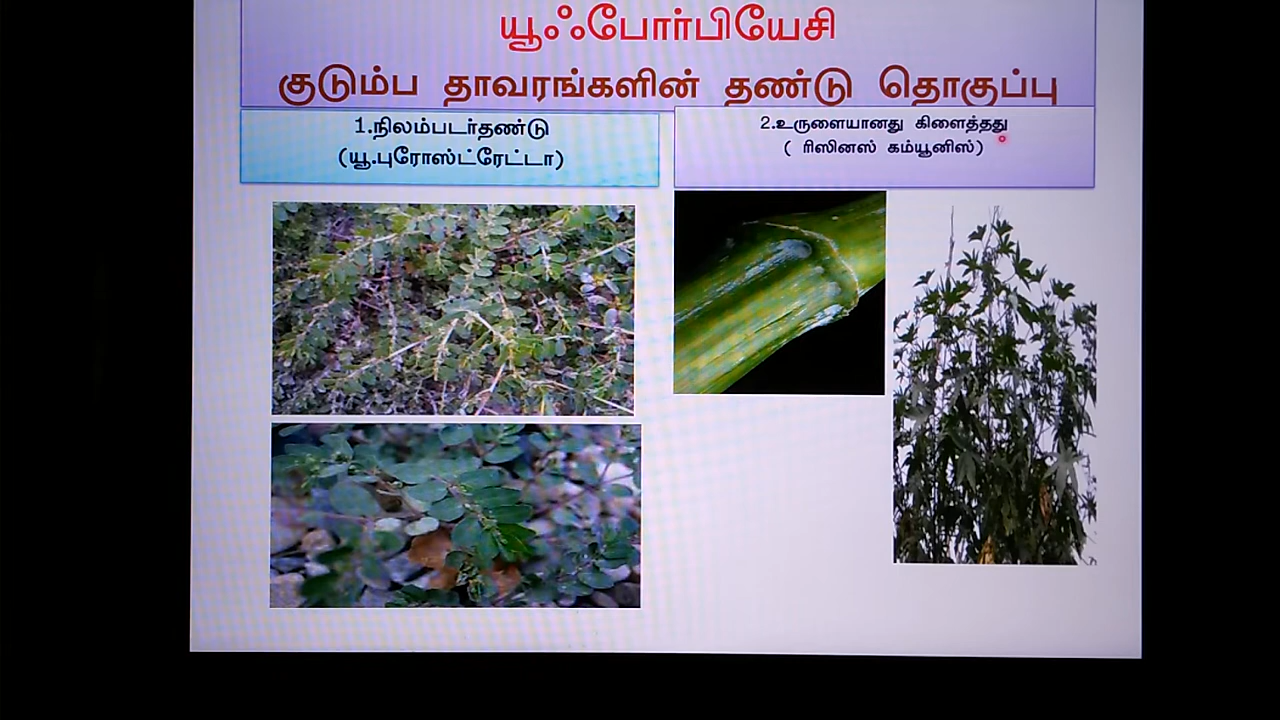 யூஃபோர்பியேசி
குடும்ப தாவரங்களின் தண்டு தொகுப்பு
1.நிலம்படர்தண்டு
(யூ.புரோஸ்ட்ரேட்டா)
2.உருளையானது கிளைத்தது
( ரிஸினஸ் கம்யூனிஸ்)